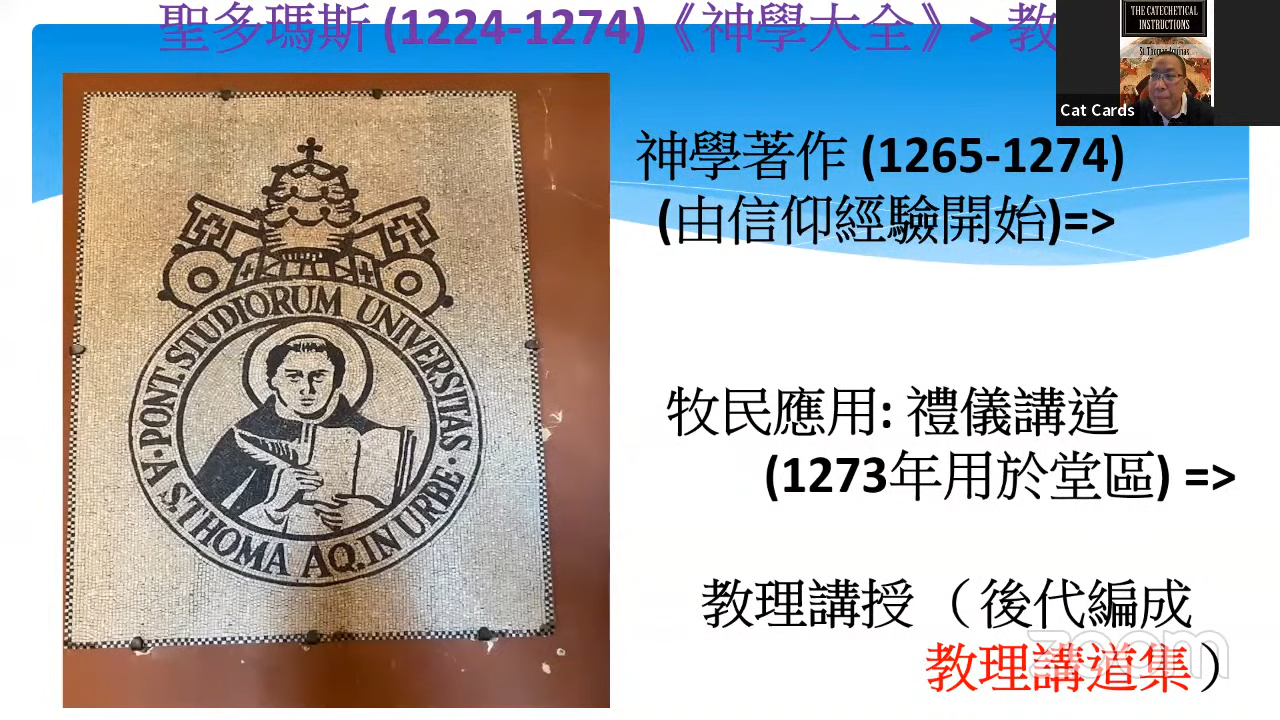 聖多瑪斯 (1224-1274)《神學大全》> 教
THE CATECHETICAL
INSTRUCTIONS
St. Thomas Aquinas
Cat Cards
神學著作 (1265-1274)
(由信仰經驗開始)=>
PONT. STUDIORUM UNIVERSITAS
A S. THOMA AQ. IN URBE
牧民應用: 禮儀講道
(1273年用於堂區) =>
教理講授（後代編成
教理講道集）
zoom